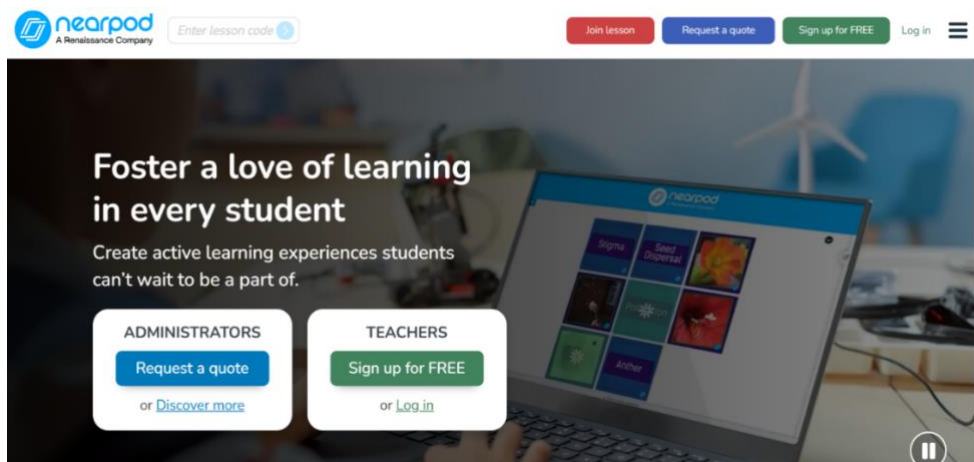 nearpod
A Renaissance Company
Enter lesson code
Join lesson
Request a quote
Sign up for FREE
Log in
Foster a love of learning
in every student
Create active learning experiences students
can't wait to be a part of.
ADMINISTRATORS
Request a quote
or Discover more
TEACHERS
Sign up for FREE
or Log in
nearpod
Stigma
Seed
Dispersal
Anther